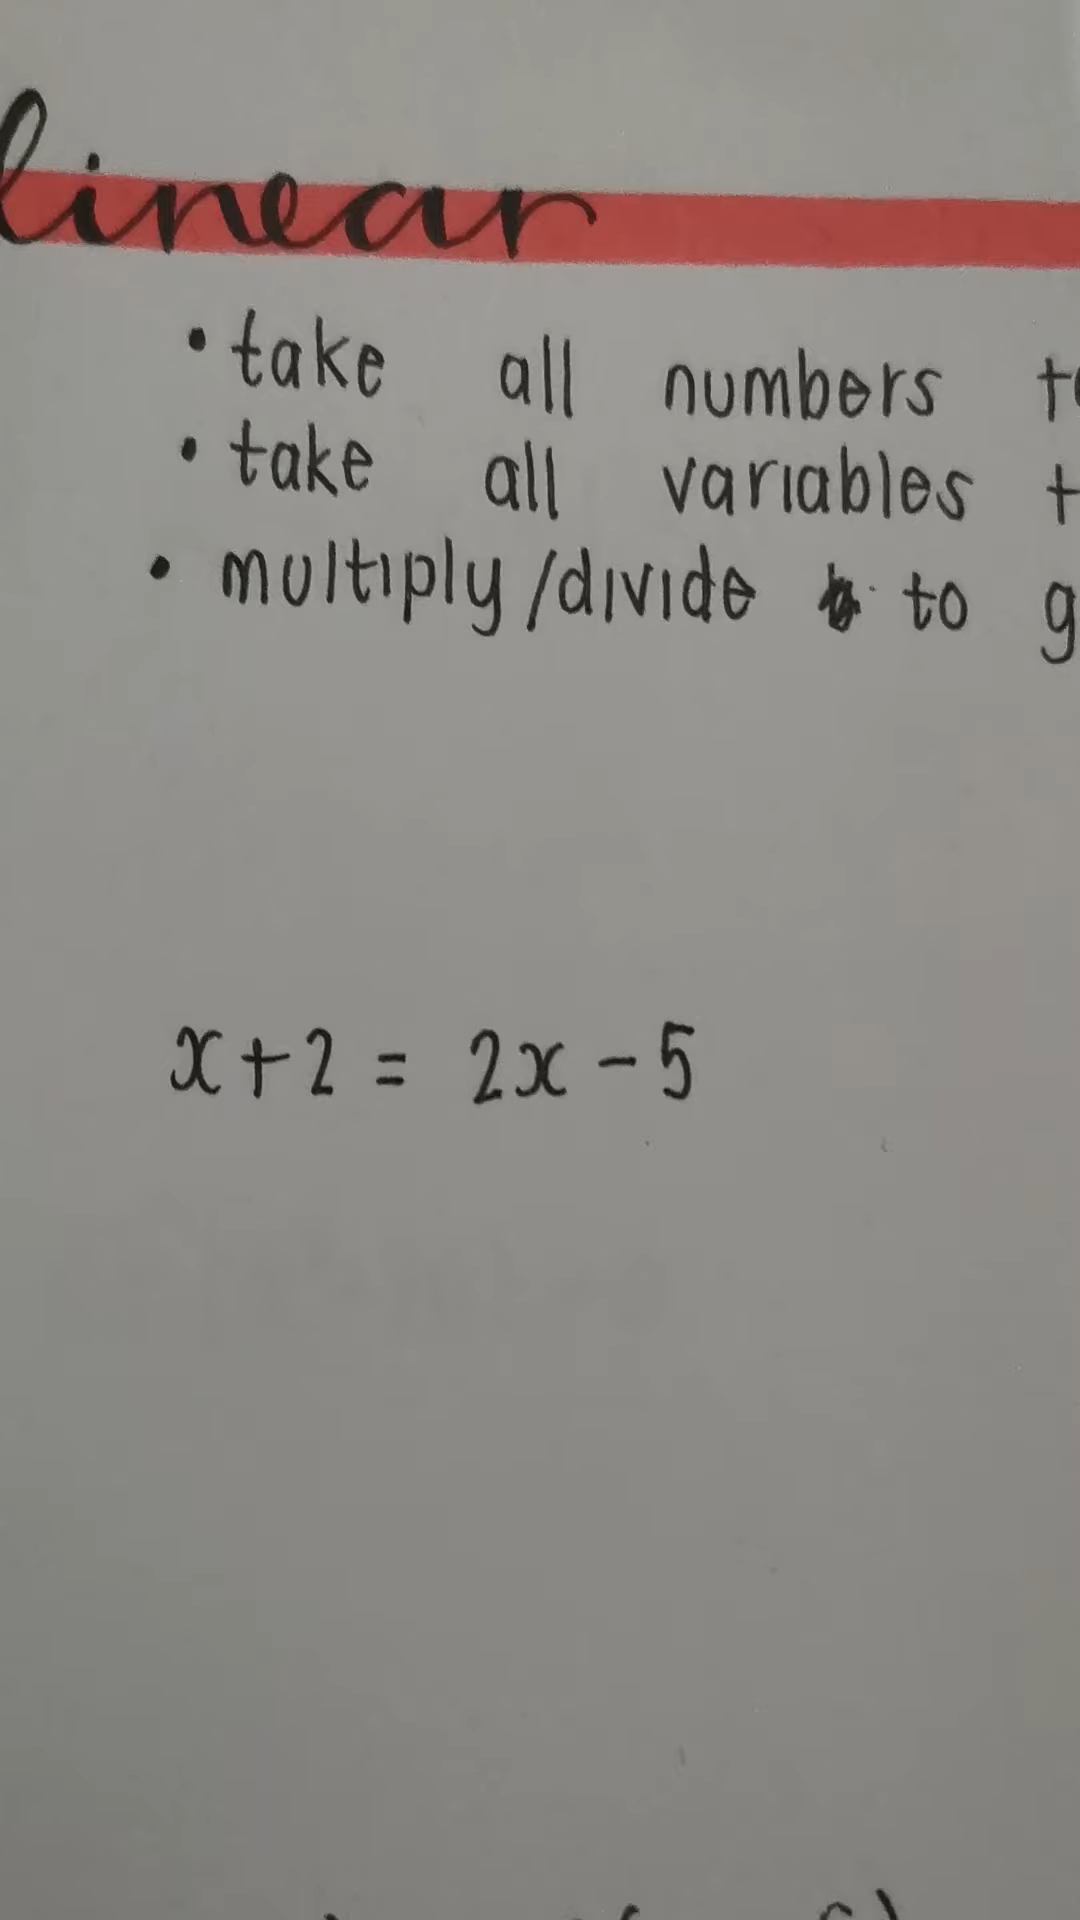 linear
• take all numbers
• take all variables
• multiply/divide to
x+2 = 2x - 5